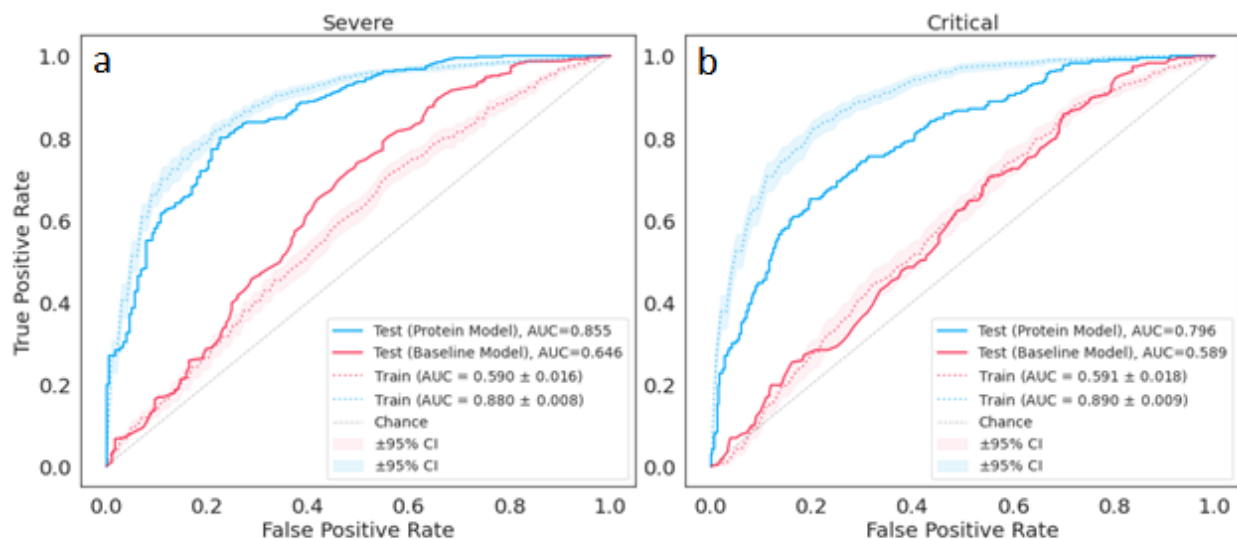 Severe
a
1.0
0.8
0.6
0.4
0.2
0.0
True Positive Rate
0.0 0.2 0.4 0.6 0.8 1.0
False Positive Rate
Test (Protein Model), AUC=0.855
Test (Baseline Model), AUC=0.646
Train (AUC = 0.590 ± 0.016)
Train (AUC = 0.880 ± 0.008)
Chance
±95% CI
±95% CI
Critical
b
1.0
0.8
0.6
0.4
0.2
0.0
0.0 0.2 0.4 0.6 0.8 1.0
False Positive Rate
Test (Protein Model), AUC=0.796
Test (Baseline Model), AUC=0.589
Train (AUC = 0.591 ± 0.018)
Train (AUC = 0.890 ± 0.009)
Chance
±95% CI
±95% CI